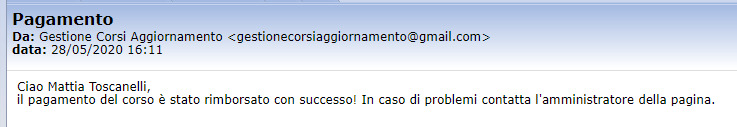 Pagamento
Da: Gestione Corsi Aggiornamento <gestionecorsiaggiornamento@gmail.com>
data: 28/05/2020 16:11
Ciao Mattia Toscanelli,
il pagamento del corso è stato rimborsato con successo! In caso di problemi contatta l'amministratore della pagina.